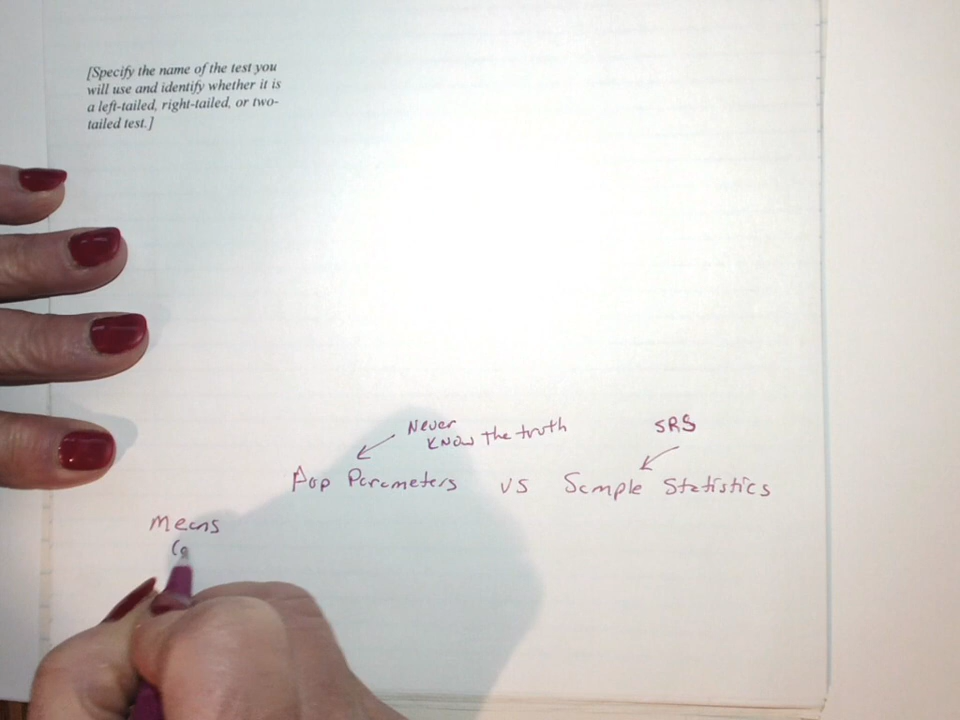 [Specify the name of the test you
will use and identify whether it is
a left-tailed, right-tailed, or two-
tailed test.]
Never
Know the truth
SRS
Pop Parameters vs Sample Statistics
Means
(